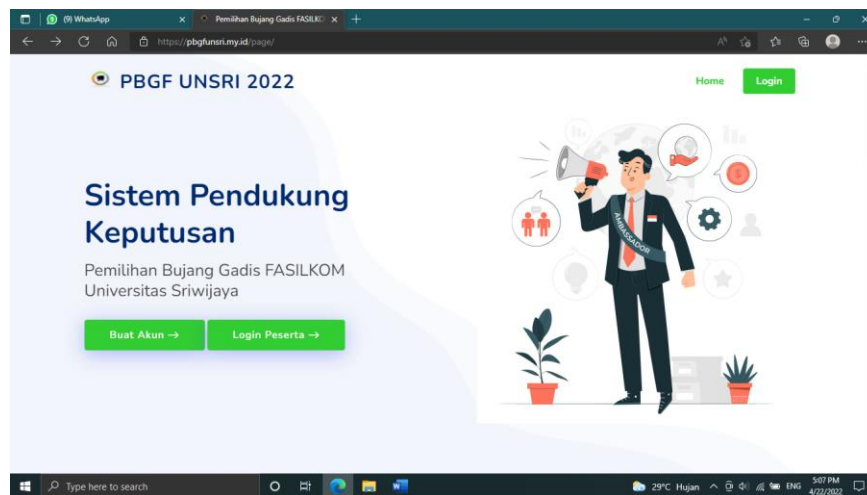 (9) WhatsApp
Pemilihan Bujang Gadis FASILKO
https://pbgfunsri.my.id/page/
PBGF UNSRI 2022
Home
Login
Sistem Pendukung
Keputusan
Pemilihan Bujang Gadis FASILKOM
Universitas Sriwijaya
Buat Akun →
Login Peserta →
AMBASSADOR
Type here to search
29°C Hujan
ENG
5:07 PM
4/22/2022